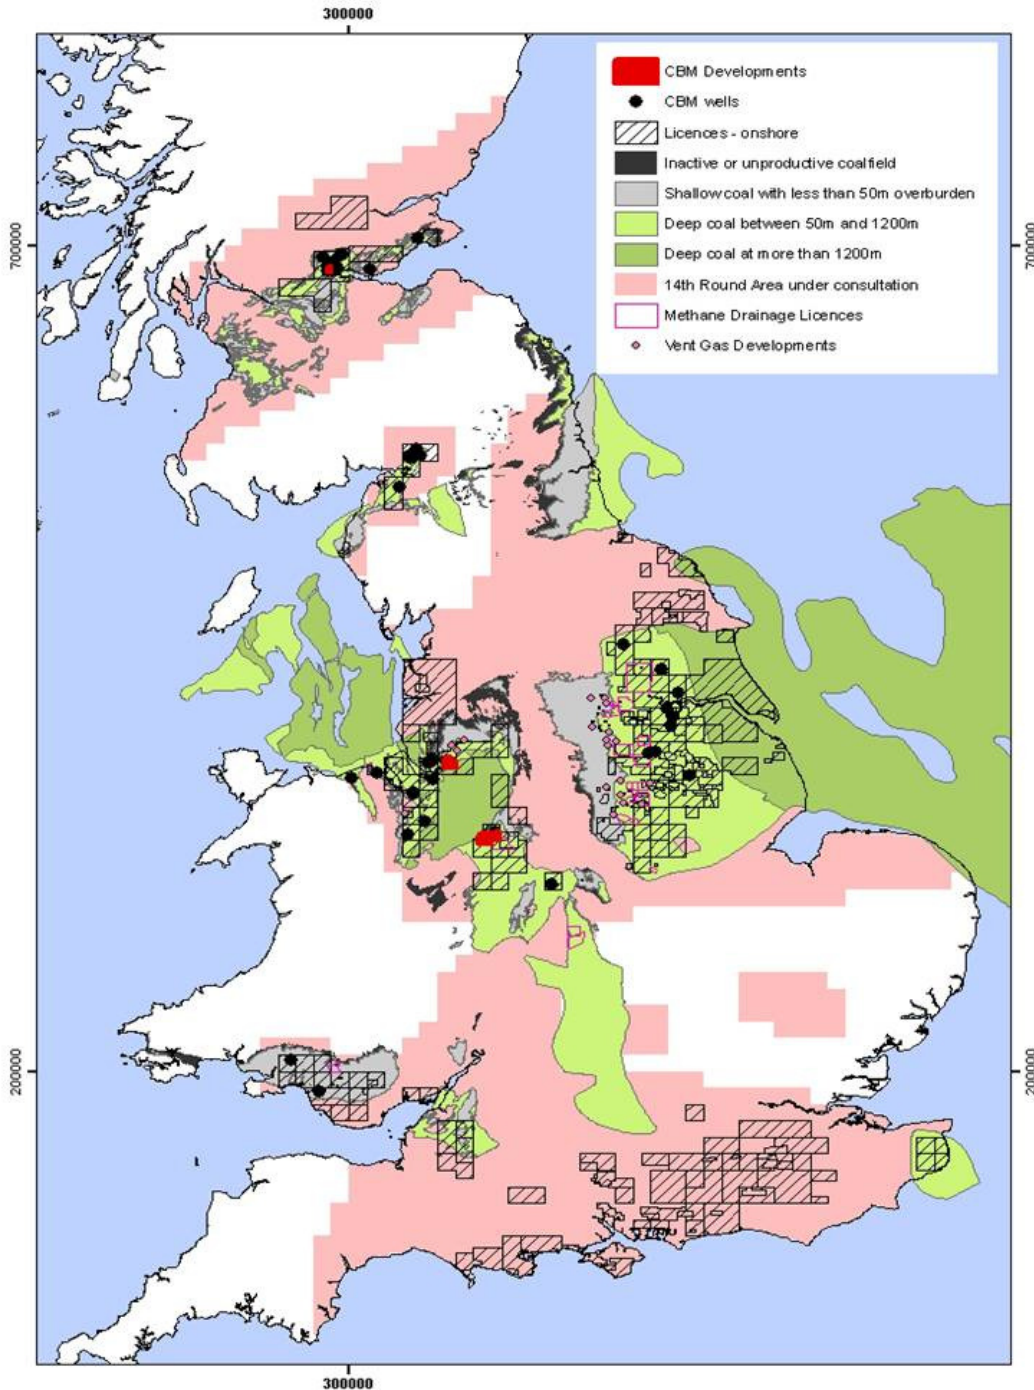 300000
CBM Developments
CBM wells
Licences - onshore
Inactive or unproductive coalfield
Shallow coal with less than 50m overburden
Deep coal between 50m and 1200m
Deep coal at more than 1200m
14th Round Area under consultation
Methane Drainage Licences
Vent Gas Developments
700000
700000
200000
200000
300000